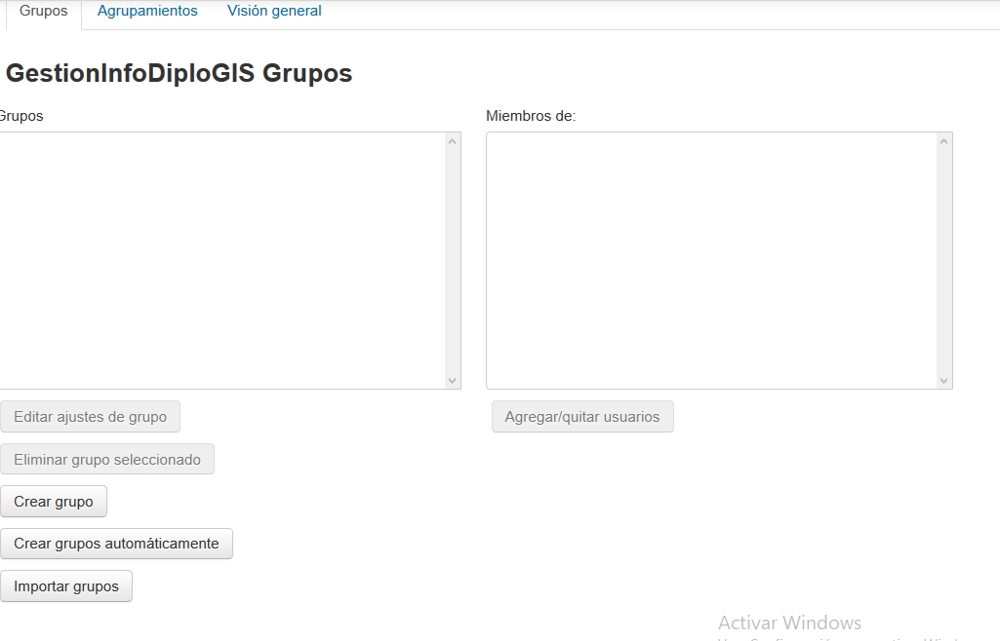 Grupos Agrupamientos Visión general
GestionInfoDiploGIS Grupos
Grupos Miembros de:
Editar ajustes de grupo Agregar/quitar usuarios
Eliminar grupo seleccionado
Crear grupo
Crear grupos automáticamente
Importar grupos
Activar Windows